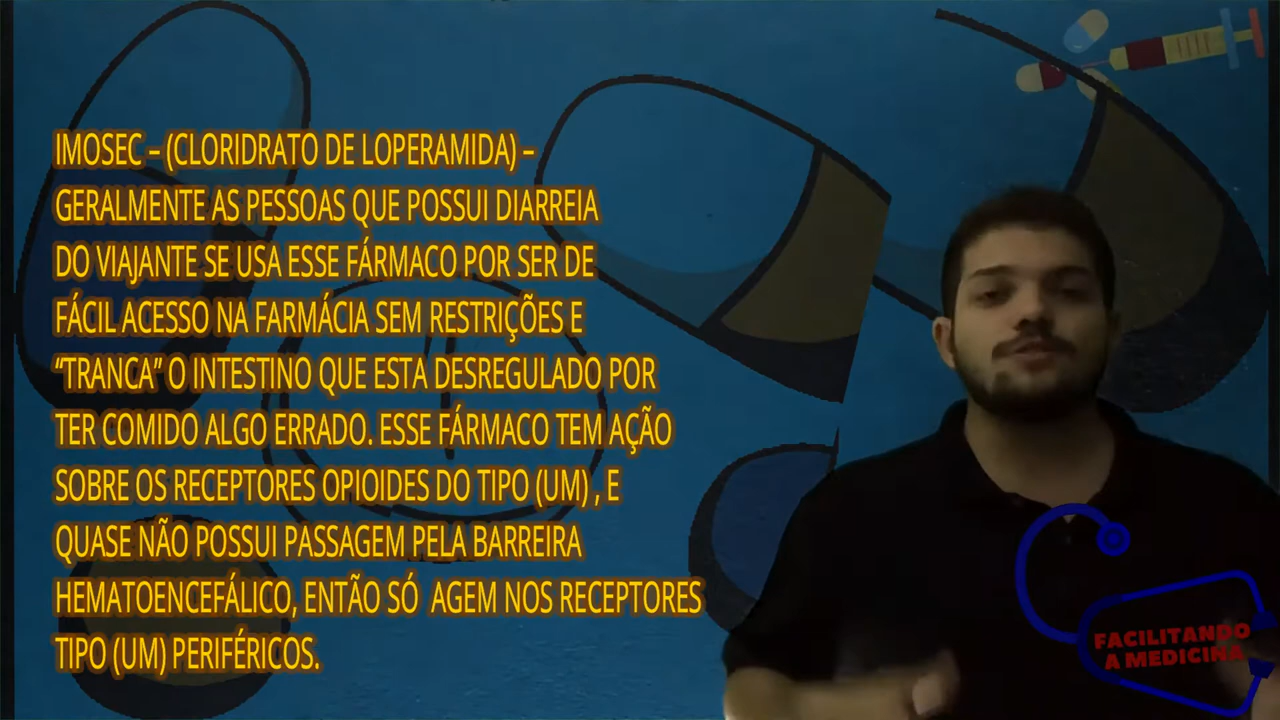 IMOSEC – (CLORIDRATO DE LOPERAMIDA) –
GERALMENTE AS PESSOAS QUE POSSUI DIARREIA
DO VIAJANTE SE USA ESSE FÁRMACO POR SER DE
FÁCIL ACESSO NA FARMÁCIA SEM RESTRIÇÕES E
“TRANCA” O INTESTINO QUE ESTA DESREGULADO POR
TER COMIDO ALGO ERRADO. ESSE FÁRMACO TEM AÇÃO
SOBRE OS RECEPTORES OPIOIDES DO TIPO (UM) , E
QUASE NÃO POSSUI PASSAGEM PELA BARREIRA
HEMATOENCEFÁLICO, ENTÃO SÓ  AGEM NOS RECEPTORES
TIPO (UM) PERIFÉRICOS.
FACILITANDO
A MEDICINA